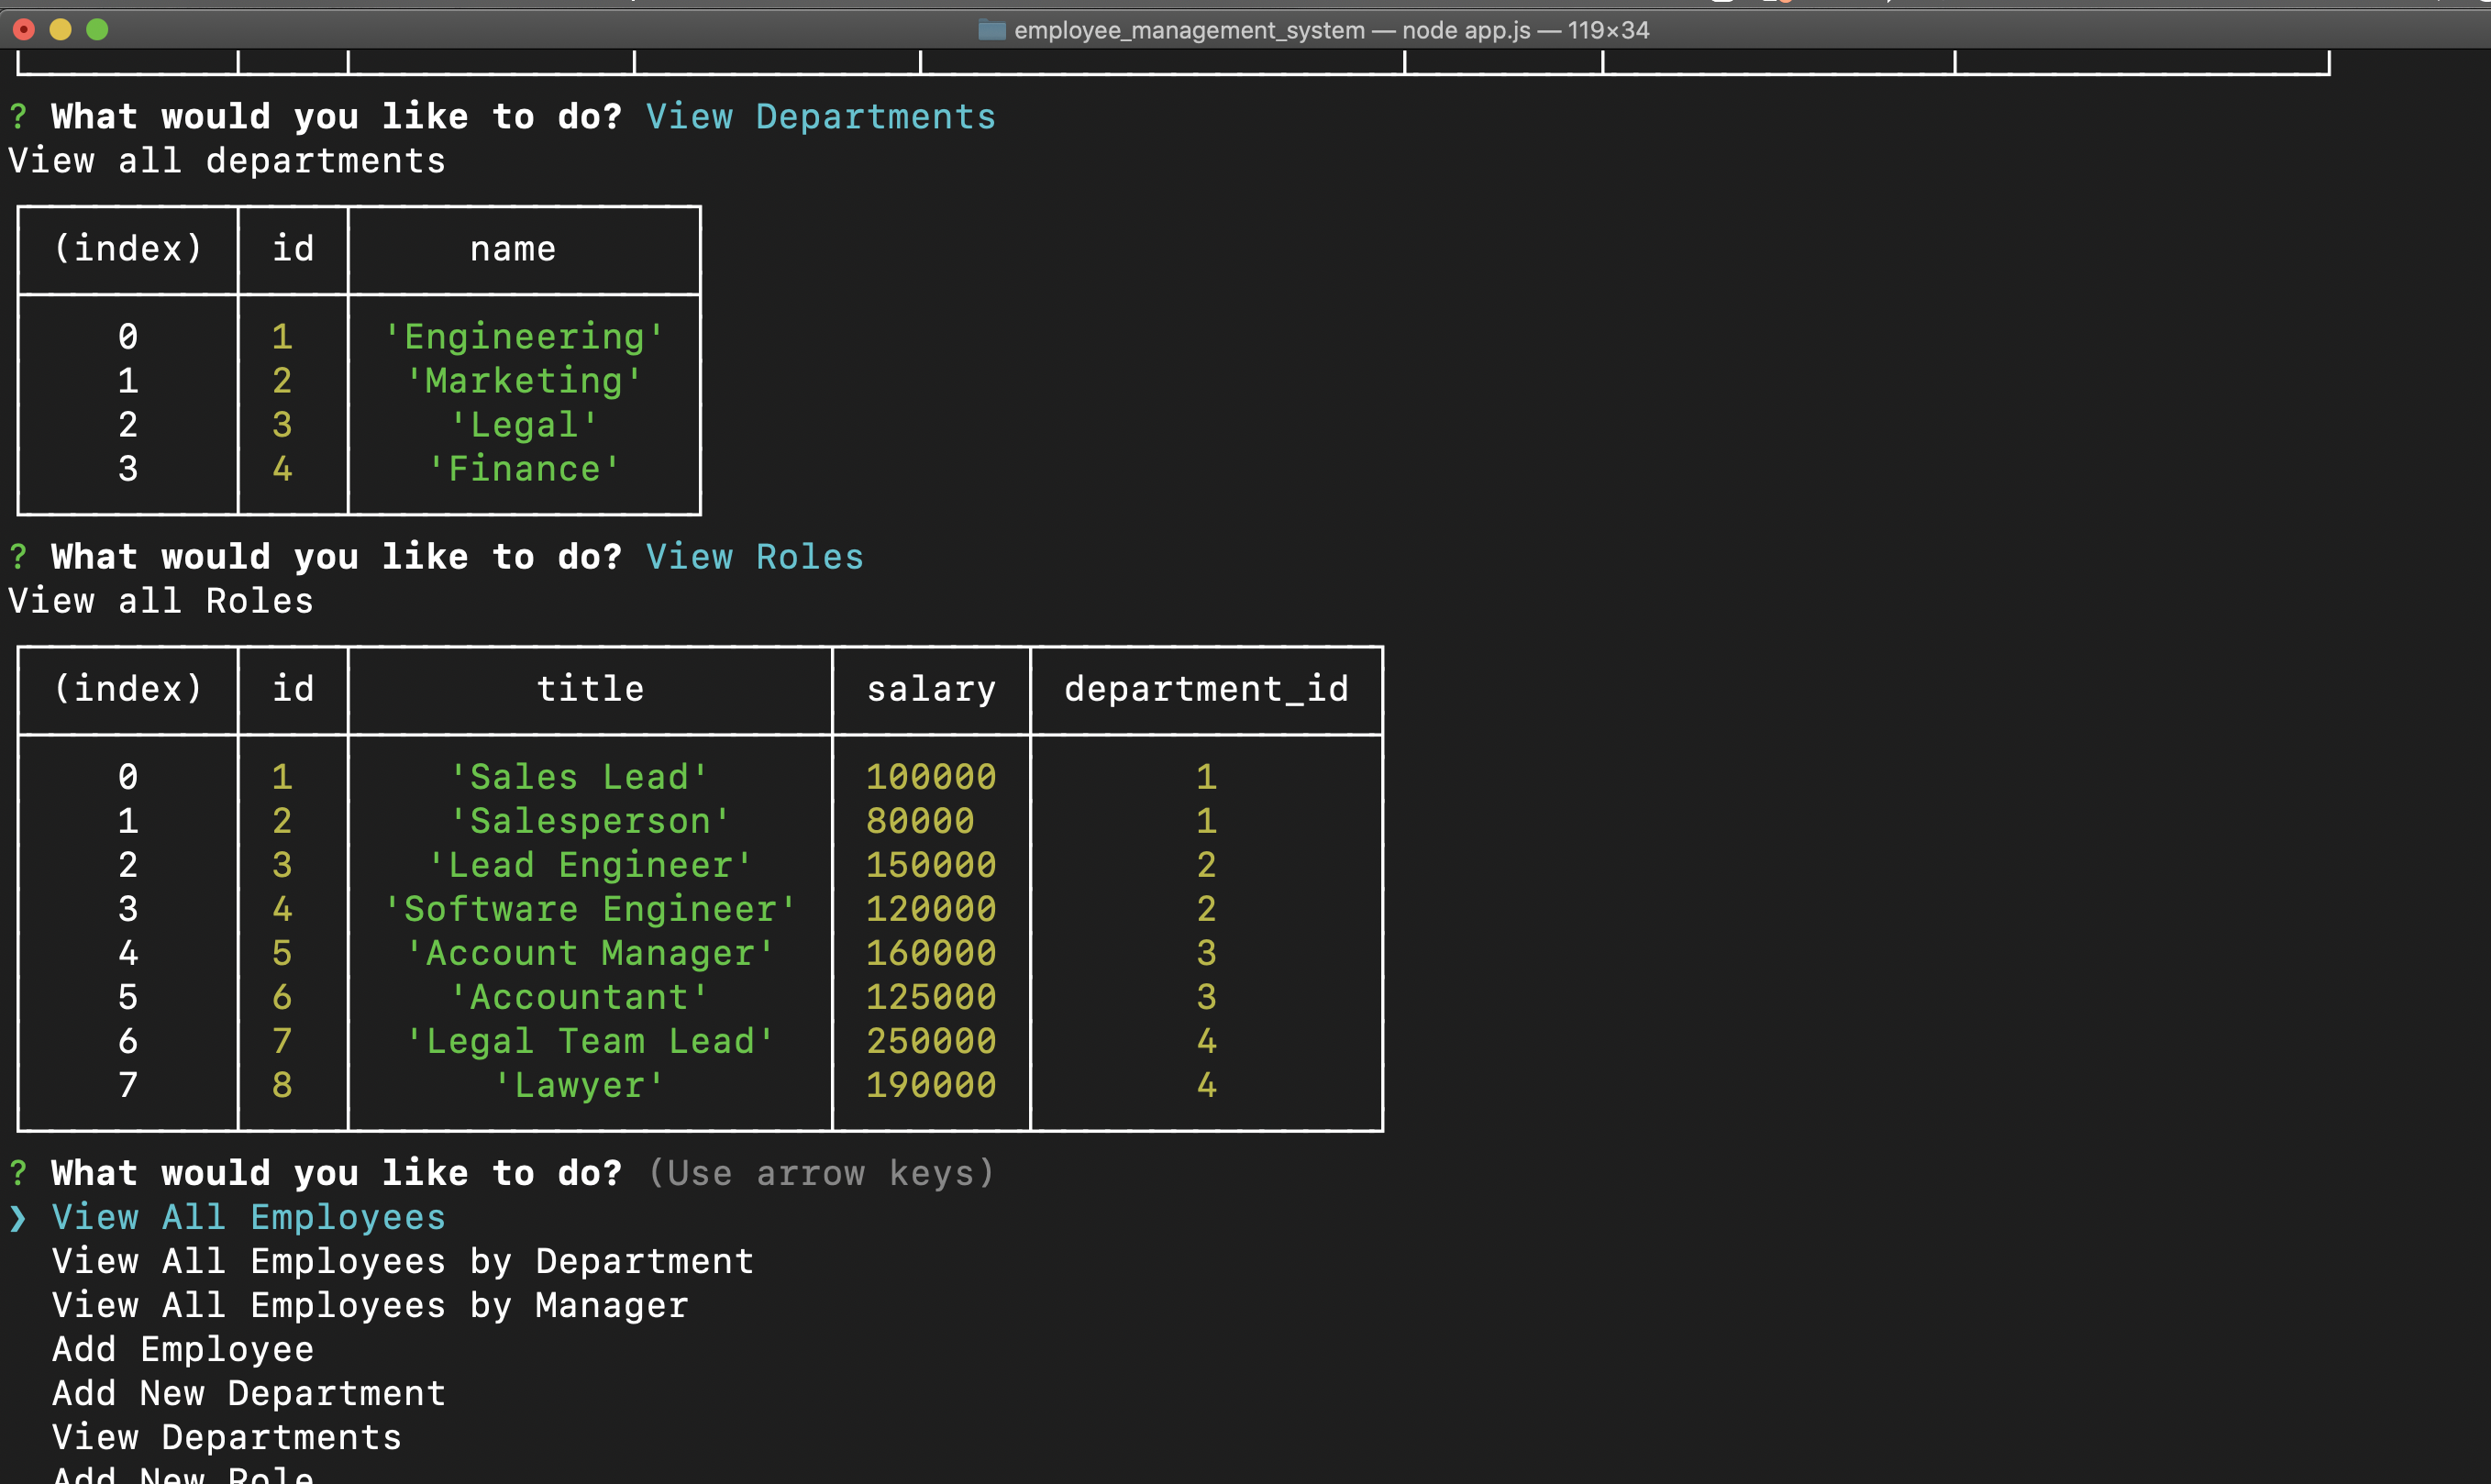 employee_management_system — node app.js — 119×34
? What would you like to do? View Departments
View all departments
(index) id name
0 1 'Engineering'
1 2 'Marketing'
2 3 'Legal'
3 4 'Finance'
? What would you like to do? View Roles
View all Roles
(index) id title salary department_id
0 1 'Sales Lead' 100000 1
1 2 'Salesperson' 80000 1
2 3 'Lead Engineer' 150000 2
3 4 'Software Engineer' 120000 2
4 5 'Account Manager' 160000 3
5 6 'Accountant' 125000 3
6 7 'Legal Team Lead' 250000 4
7 8 'Lawyer' 190000 4
? What would you like to do? (Use arrow keys)
❯ View All Employees
View All Employees by Department
View All Employees by Manager
Add Employee
Add New Department
View Departments
Add New Role